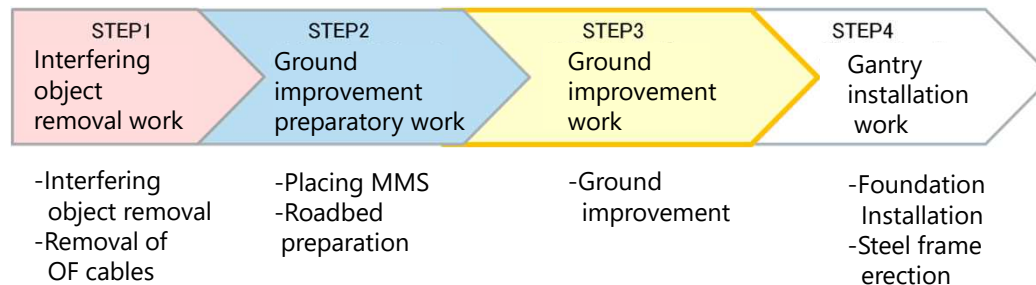 STEP1
Interfering
object
removal work
STEP2
Ground
improvement
preparatory work
STEP3
Ground
improvement
work
STEP4
Gantry
installation
work
-Interfering
object removal
-Removal of
OF cables
-Placing MMS
-Roadbed
preparation
-Ground
improvement
-Foundation
Installation
-Steel frame
erection